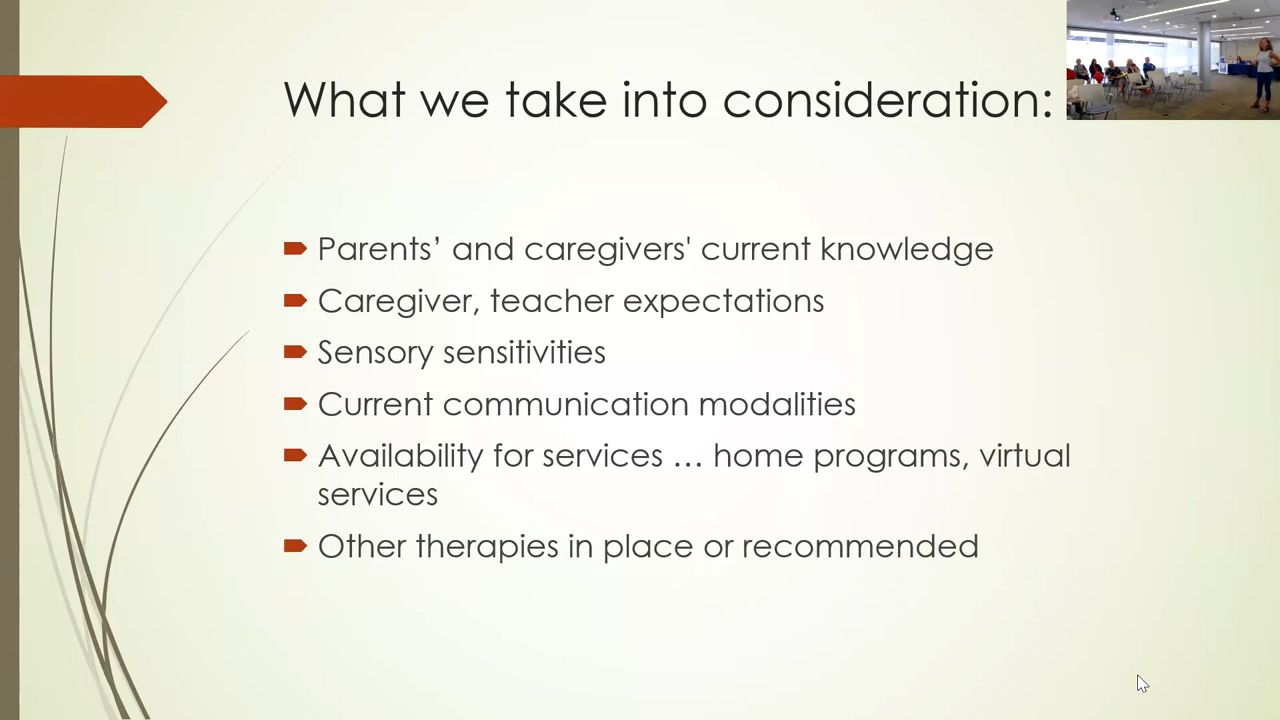 What we take into consideration:
Parents’ and caregivers' current knowledge
Caregiver, teacher expectations
Sensory sensitivities
Current communication modalities
Availability for services … home programs, virtual
services
Other therapies in place or recommended